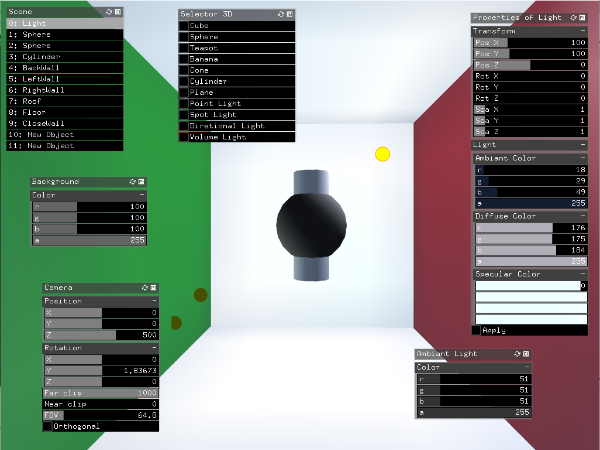 Scene
0; Light
1; Sphere
2; Sphere
3; Cylinder
4; BackWall
5; LeftWall
6; RightWall
7; Roof
8; Floor
9; CloseWall
10; New Object
11; New Object
Selector 3D
Cube
Sphere
Teapot
Banana
Cone
Cylinder
Plane
Point Light
Spot Light
Directional Light
Volume Light
Properties of Light
Transform
Pos X 100
Pos Y 100
Pos Z 0
Rot X 0
Rot Y 0
Rot Z 0
Sca X 1
Sca Y 1
Sca Z 1
Light
Ambient Color
r 18
g 29
b 49
a 255
Diffuse Color
r 176
g 175
b 184
a 255
Specular Color
0
Apply
Background
Color
r 100
g 100
b 100
a 255
Camera
Position
X 0
Y 0
Z 500
Rotation
X 0
Y 1.83673
Z 0
Far clip 1000
Near clip 0
FOV 64.8
Orthogonal
Ambiant Light
Color
r 51
g 51
b 51
a 255